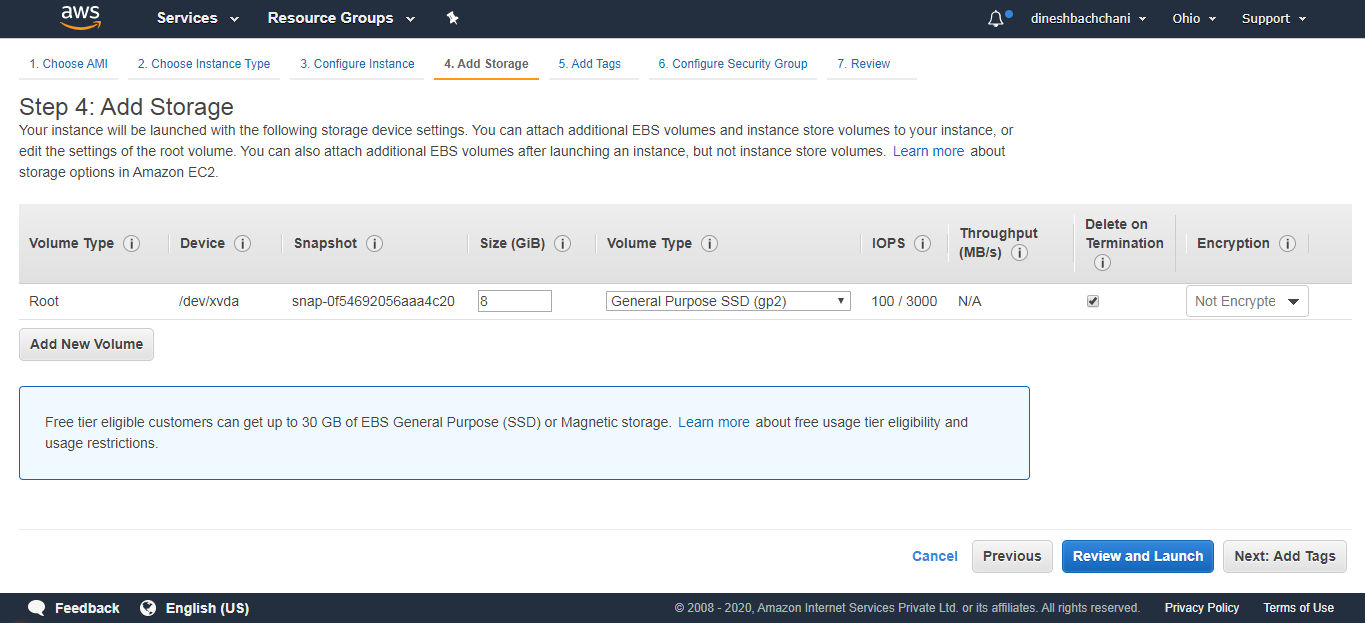 aws Services Resource Groups dineshbachchani Ohio Support
1. Choose AMI 2. Choose Instance Type 3. Configure Instance 4. Add Storage 5. Add Tags 6. Configure Security Group 7. Review
Step 4: Add Storage
Your instance will be launched with the following storage device settings. You can attach additional EBS volumes and instance store volumes to your instance, or
edit the settings of the root volume. You can also attach additional EBS volumes after launching an instance, but not instance store volumes. Learn more about
storage options in Amazon EC2.
Volume Type i Device i Snapshot i Size (GiB) i Volume Type i IOPS i Throughput (MB/s) i Delete on Termination i Encryption i
Root /dev/xvda snap-0f54692056aaa4c20 8 General Purpose SSD (gp2) 100 / 3000 N/A Not Encrypte
Add New Volume
Free tier eligible customers can get up to 30 GB of EBS General Purpose (SSD) or Magnetic storage. Learn more about free usage tier eligibility and
usage restrictions.
Cancel Previous Review and Launch Next: Add Tags
Feedback English (US) © 2008 - 2020, Amazon Internet Services Private Ltd. or its affiliates. All rights reserved. Privacy Policy Terms of Use